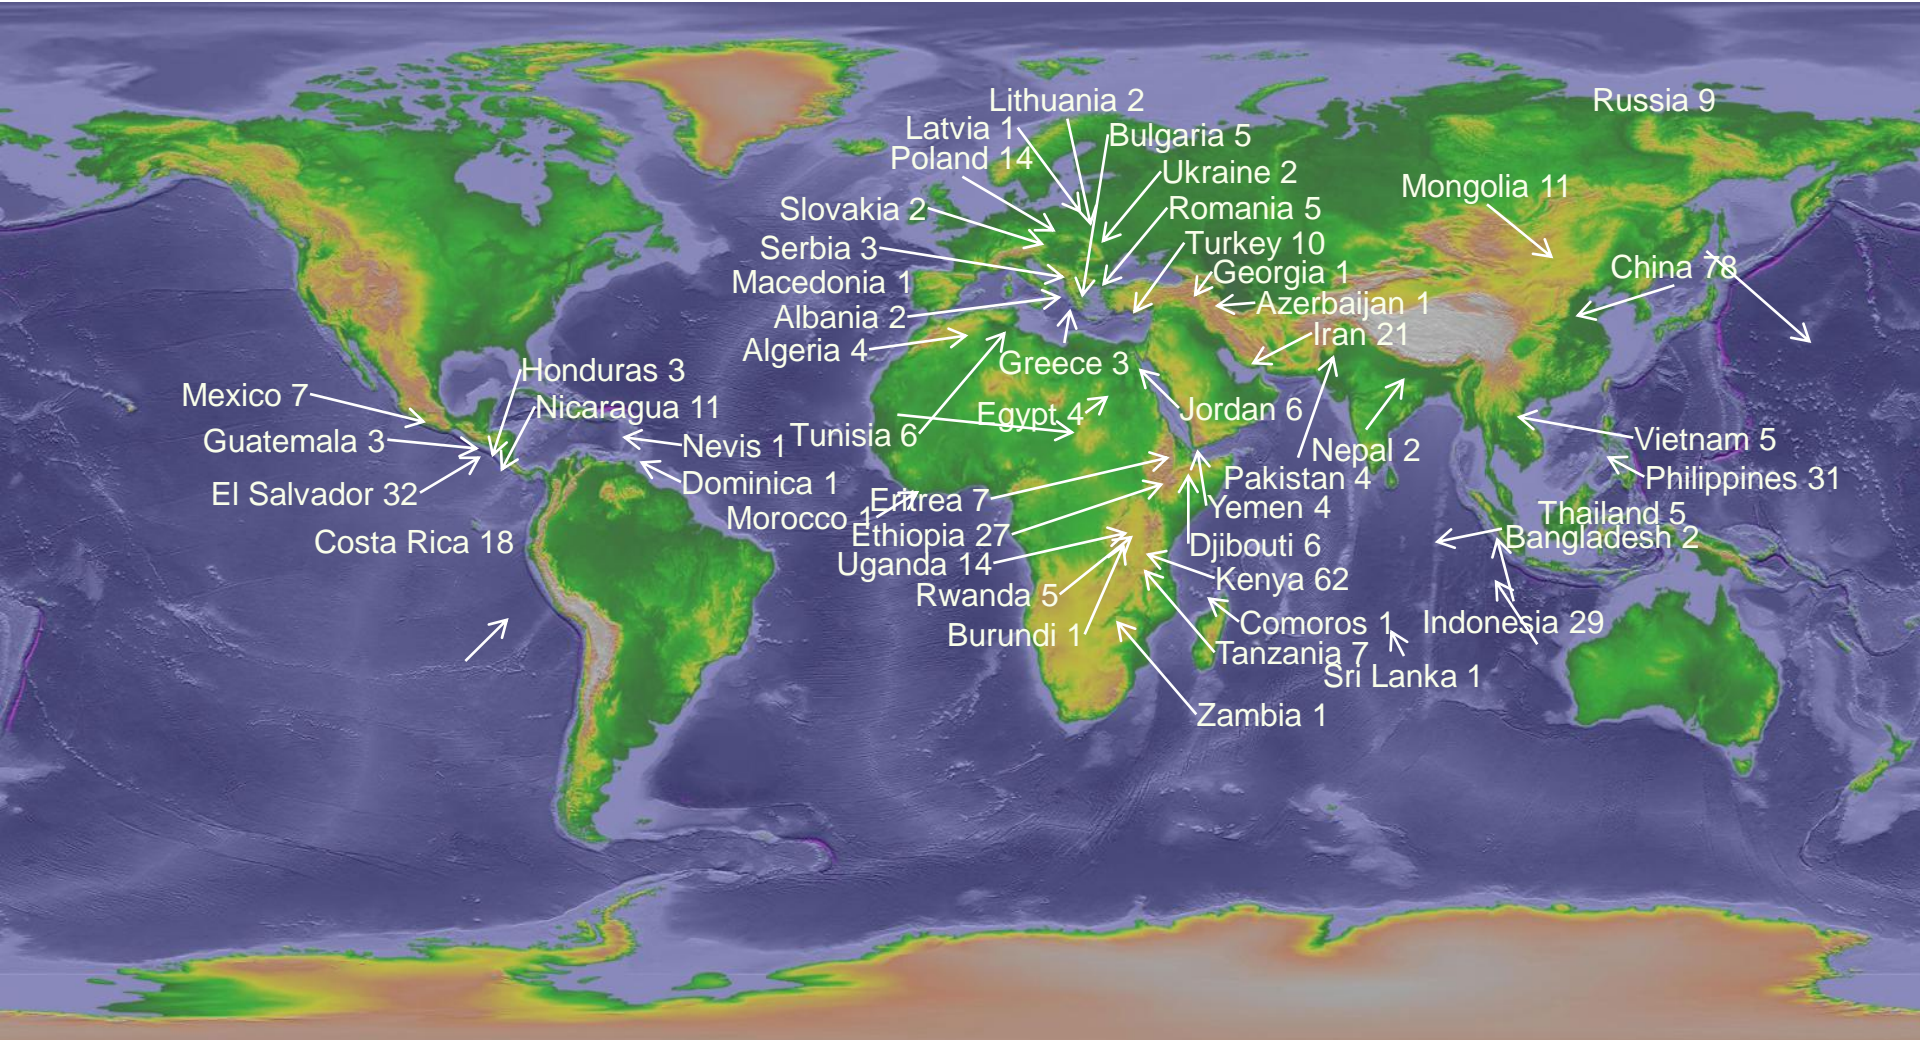 Lithuania 2
Russia 9
Latvia 1
Bulgaria 5
Poland 14
Ukraine 2
Mongolia 11
Slovakia 2
Romania 5
Serbia 3
Turkey 10
Georgia 1
China 78
Macedonia 1
Azerbaijan 1
Albania 2
Iran 21
Algeria 4
Greece 3
Honduras 3
Mexico 7
Nicaragua 11
Egypt 4
Jordan 6
Guatemala 3
Nevis 1
Tunisia 6
Nepal 2
Vietnam 5
Dominica 1
Pakistan 4
Philippines 31
El Salvador 32
Eritrea 7
Yemen 4
Morocco 1
Thailand 5
Ethiopia 27
Bangladesh 2
Costa Rica 18
Djibouti 6
Uganda 14
Kenya 62
Rwanda 5
Comoros 1
Indonesia 29
Burundi 1
Tanzania 7
Sri Lanka 1
Zambia 1